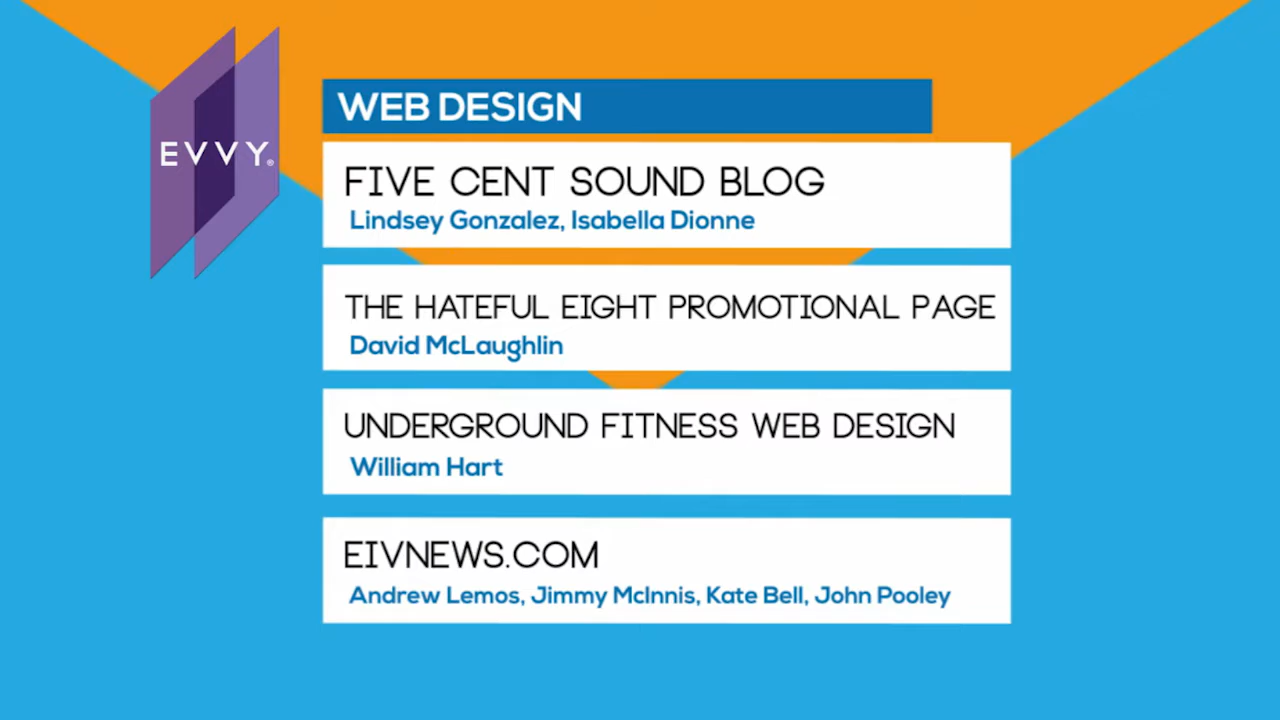 EVVY®
WEB DESIGN
FIVE CENT SOUND BLOG
Lindsey Gonzalez, Isabella Dionne
THE HATEFUL EIGHT PROMOTIONAL PAGE
David McLaughlin
UNDERGROUND FITNESS WEB DESIGN
William Hart
EIVNEWS.COM
Andrew Lemos, Jimmy McInnis, Kate Bell, John Pooley